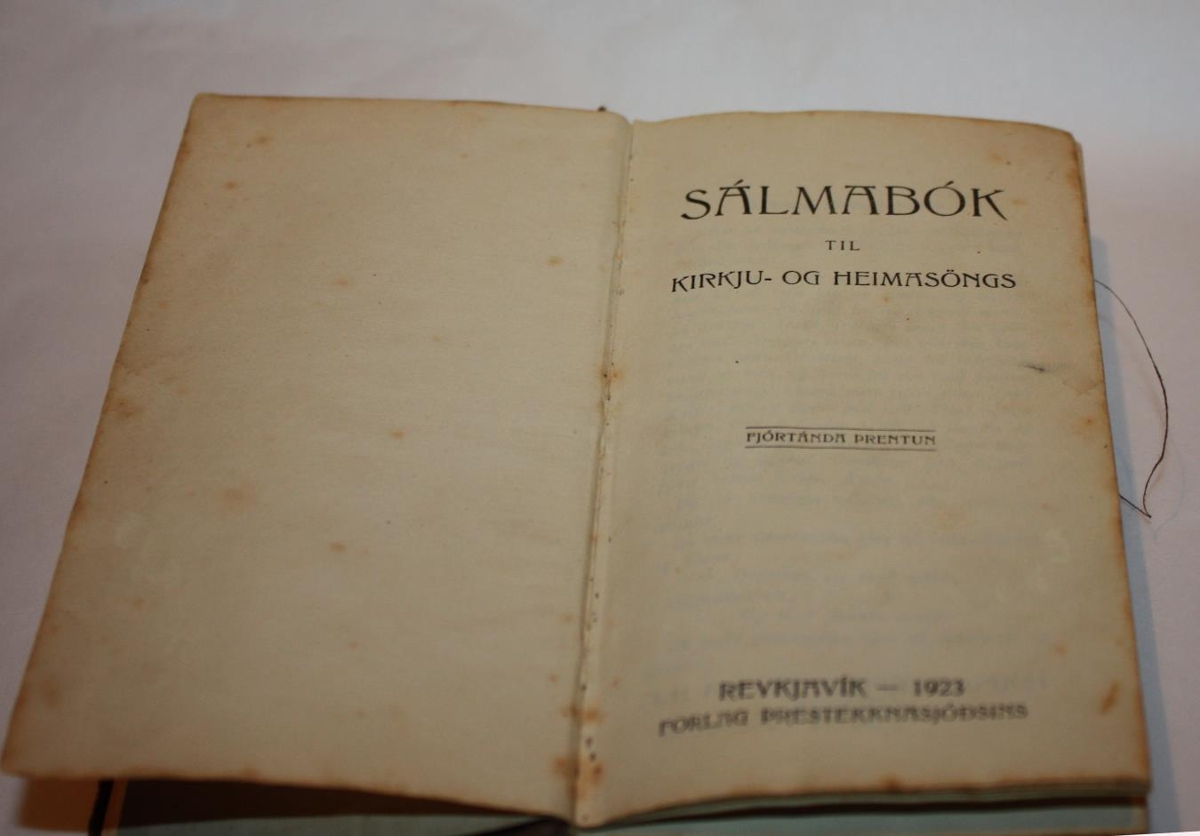 SÁLMABÓK
TIL
KIRKJU- OG HEIMASÖNGS
FJÓRTÁNDA PRENTUN
REYKJAVÍK — 1923
FORLAG PRESTEKKNASJÓÐSINS